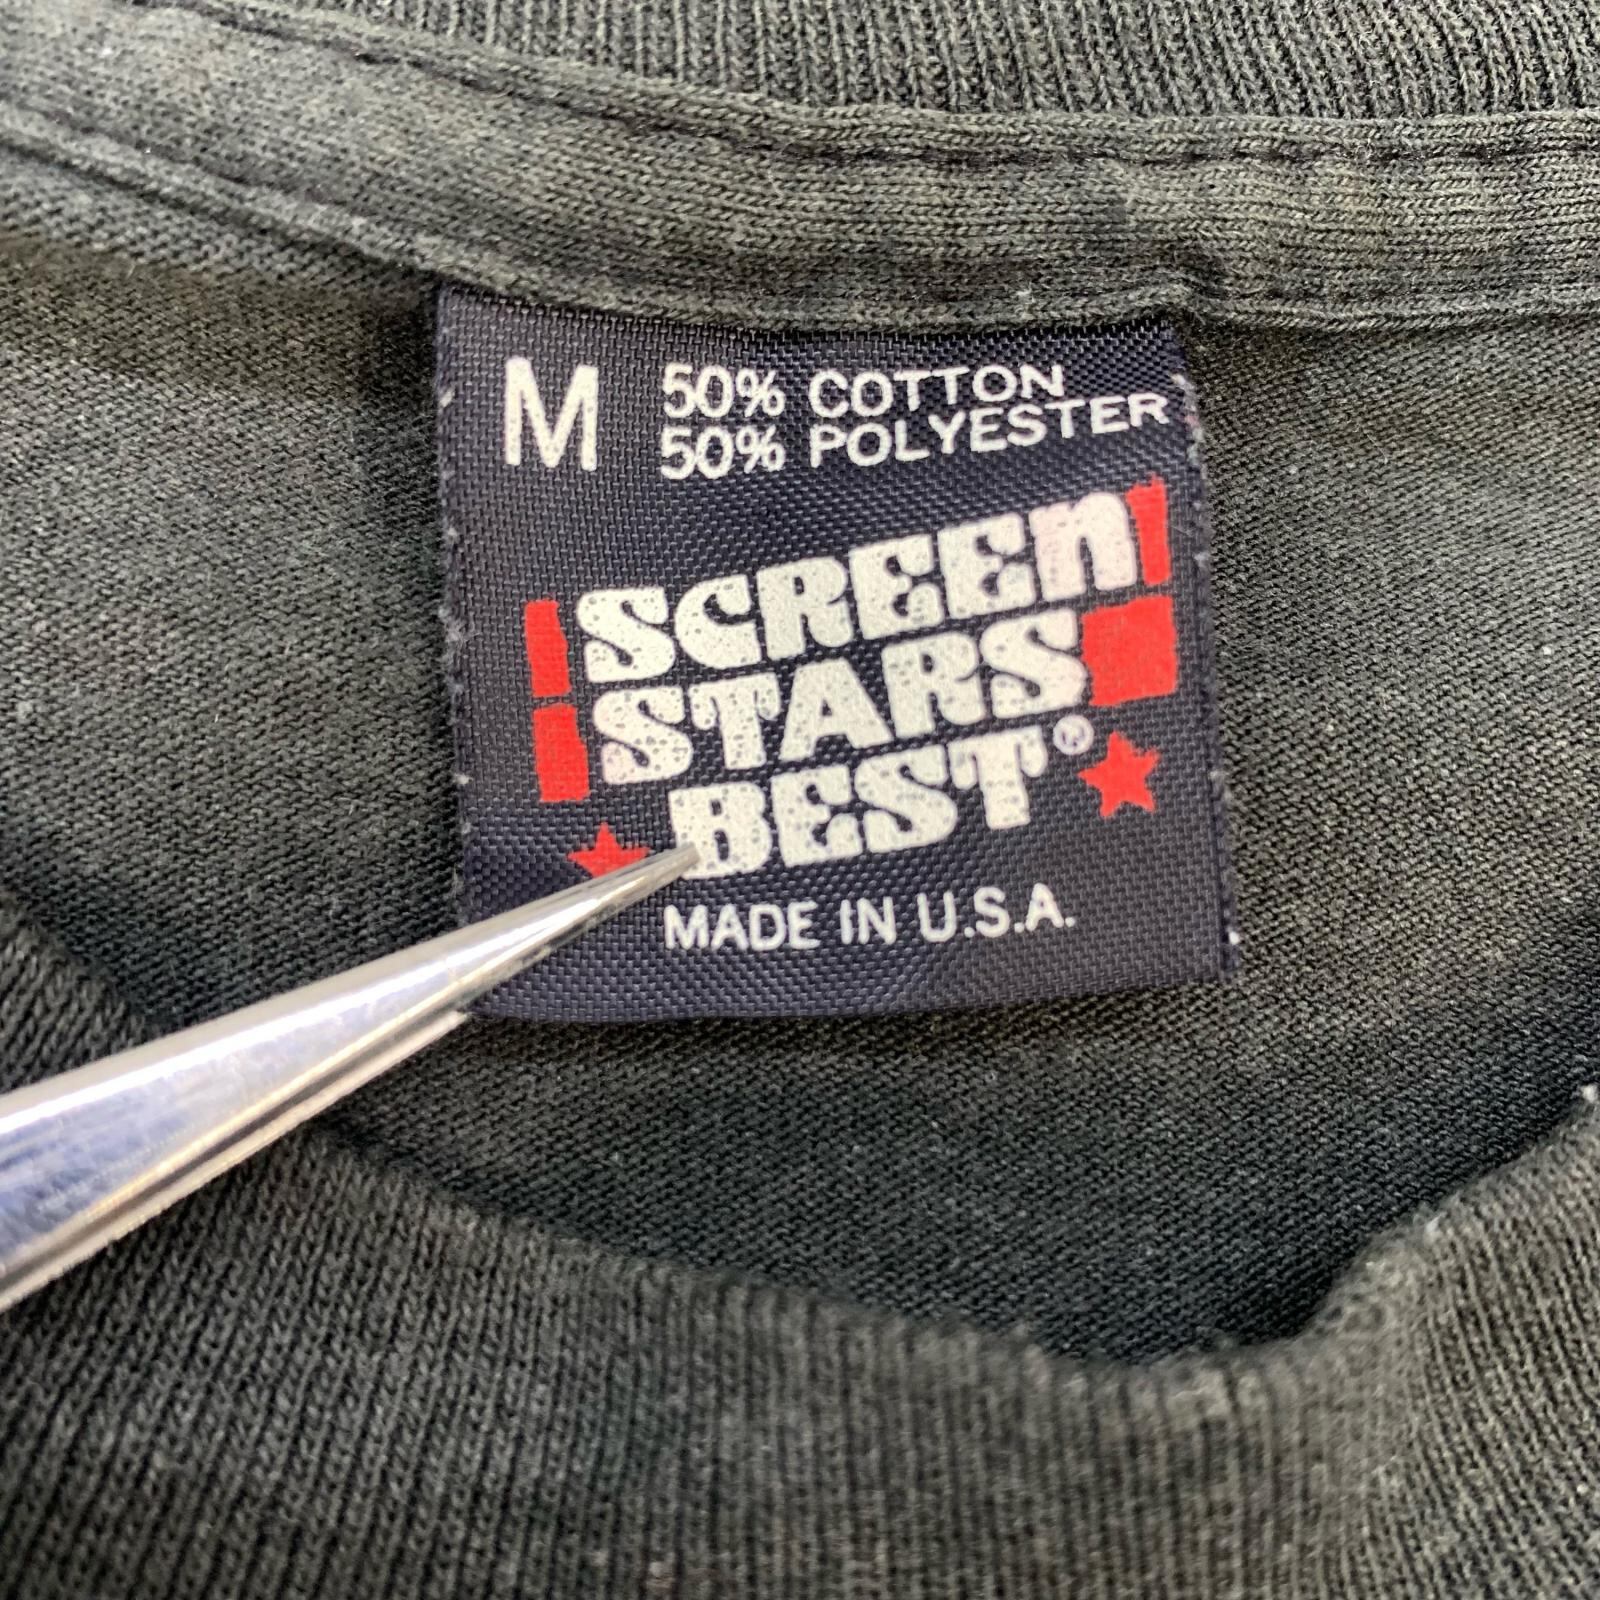 M
50% COTTON
50% POLYESTER
SCREEn
STARS
BEST®
MADE IN U.S.A.